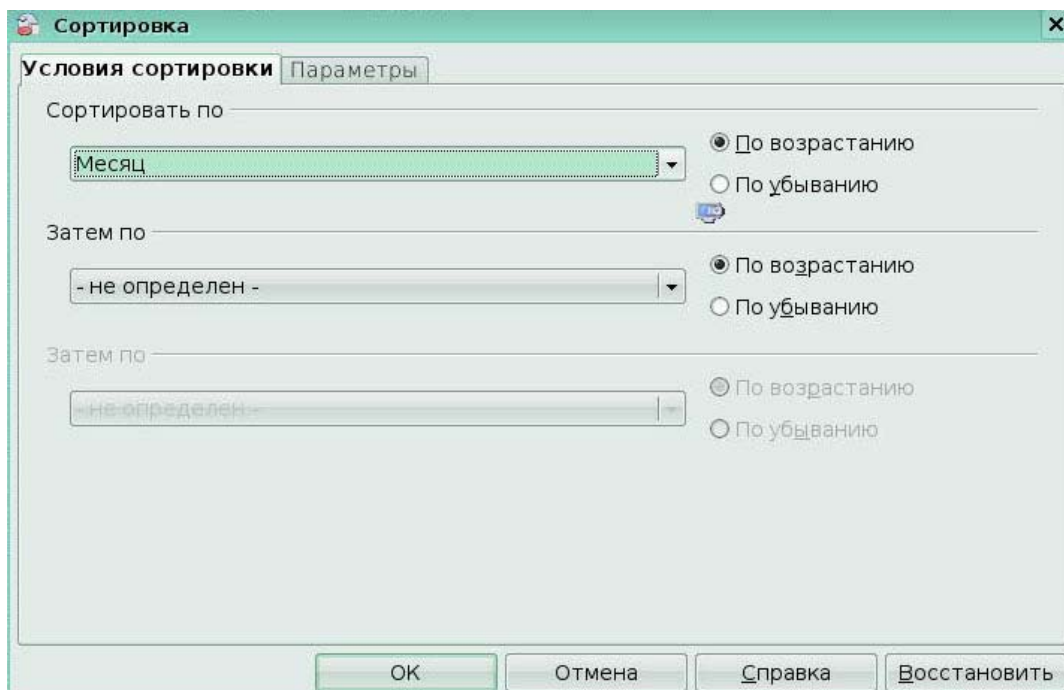 Сортировка
Условия сортировки Параметры
Сортировать по
Месяц
По возрастанию
По убыванию
Затем по
- не определен -
По возрастанию
По убыванию
Затем по
- не определен -
По возрастанию
По убыванию
ОК Отмена Справка Восстановить